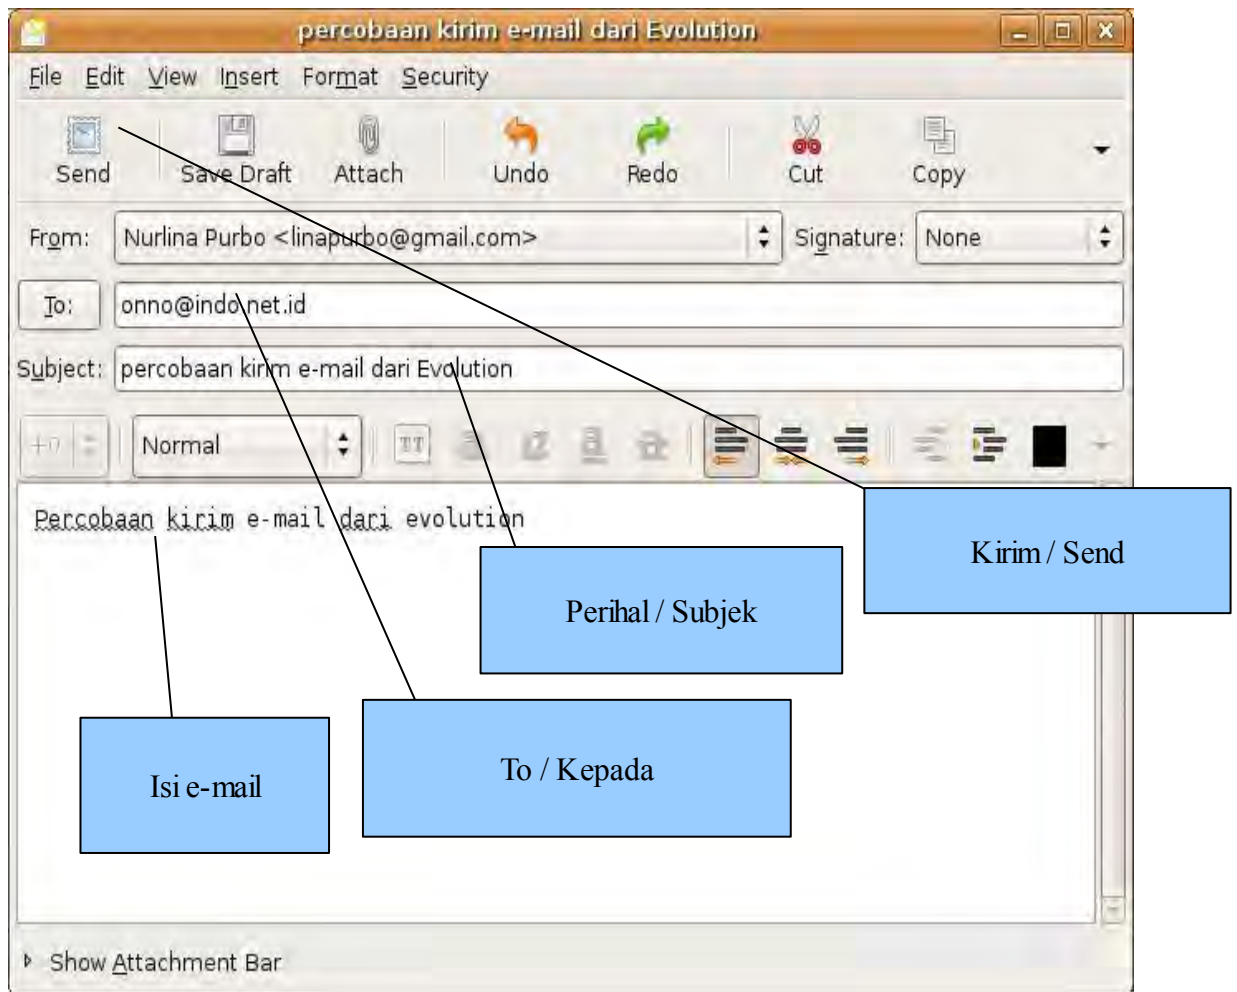 percobaan kirim e-mail dari Evolution
File Edit View Insert Format Security
Send Save Draft Attach Undo Redo Cut Copy
From: Nurlina Purbo <linapurbo@gmail.com> Signature: None
To: onno@indo.net.id
Subject: percobaan kirim e-mail dari Evolution
+0 Normal TT
Percobaan kirim e-mail dari evolution
Kirim / Send
Perihal / Subjek
To / Kepada
Isi e-mail
Show Attachment Bar